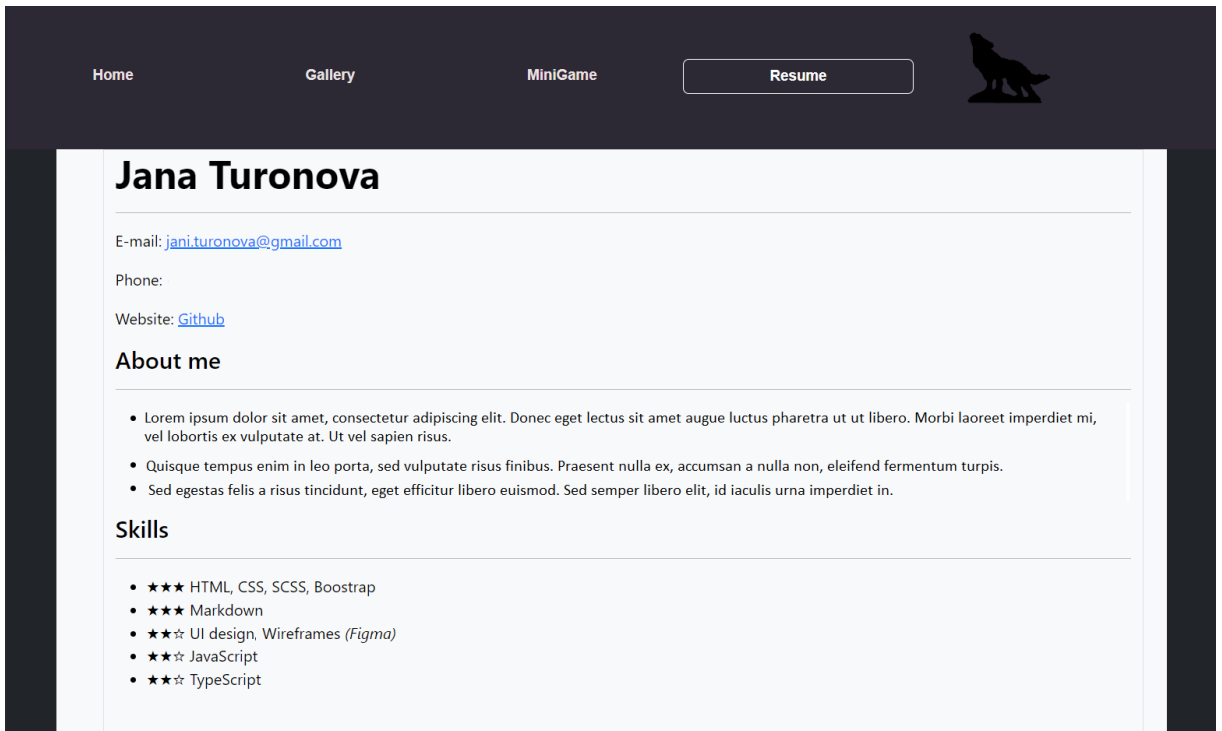 Home Gallery MiniGame Resume
Jana Turonova
E-mail: jani.turonova@gmail.com
Phone:
Website: Github
About me
• Lorem ipsum dolor sit amet, consectetur adipiscing elit. Donec eget lectus sit amet augue luctus pharetra ut ut libero. Morbi laoreet imperdiet mi,
vel lobortis ex vulputate at. Ut vel sapien risus.
• Quisque tempus enim in leo porta, sed vulputate risus finibus. Praesent nulla ex, accumsan a nulla non, eleifend fermentum turpis.
• Sed egestas felis a risus tincidunt, eget efficitur libero euismod. Sed semper libero elit, id iaculis urna imperdiet in.
Skills
• ★★★ HTML, CSS, SCSS, Boostrap
• ★★★ Markdown
• ★★☆ UI design, Wireframes (Figma)
• ★★☆ JavaScript
• ★★☆ TypeScript